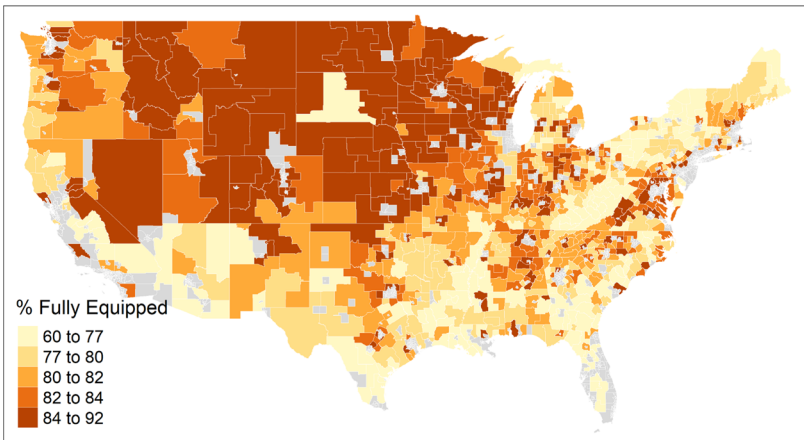 % Fully Equipped
60 to 77
77 to 80
80 to 82
82 to 84
84 to 92